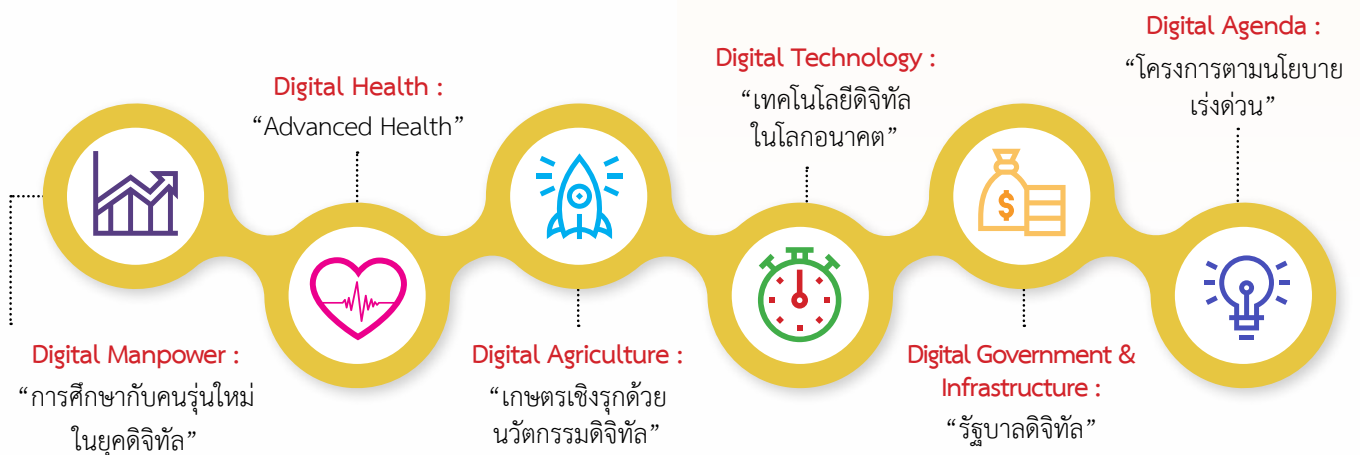 Digital Manpower :
“การศึกษากับคนรุ่นใหม่
ในยุคดิจิทัล”
Digital Health :
“Advanced Health”
Digital Agriculture :
“เกษตรเชิงรุกด้วย
นวัตกรรมดิจิทัล”
Digital Technology :
“เทคโนโลยีดิจิทัล
ในโลกอนาคต”
$
Digital Government &
Infrastructure :
“รัฐบาลดิจิทัล”
Digital Agenda :
“โครงการตามนโยบาย
เร่งด่วน”